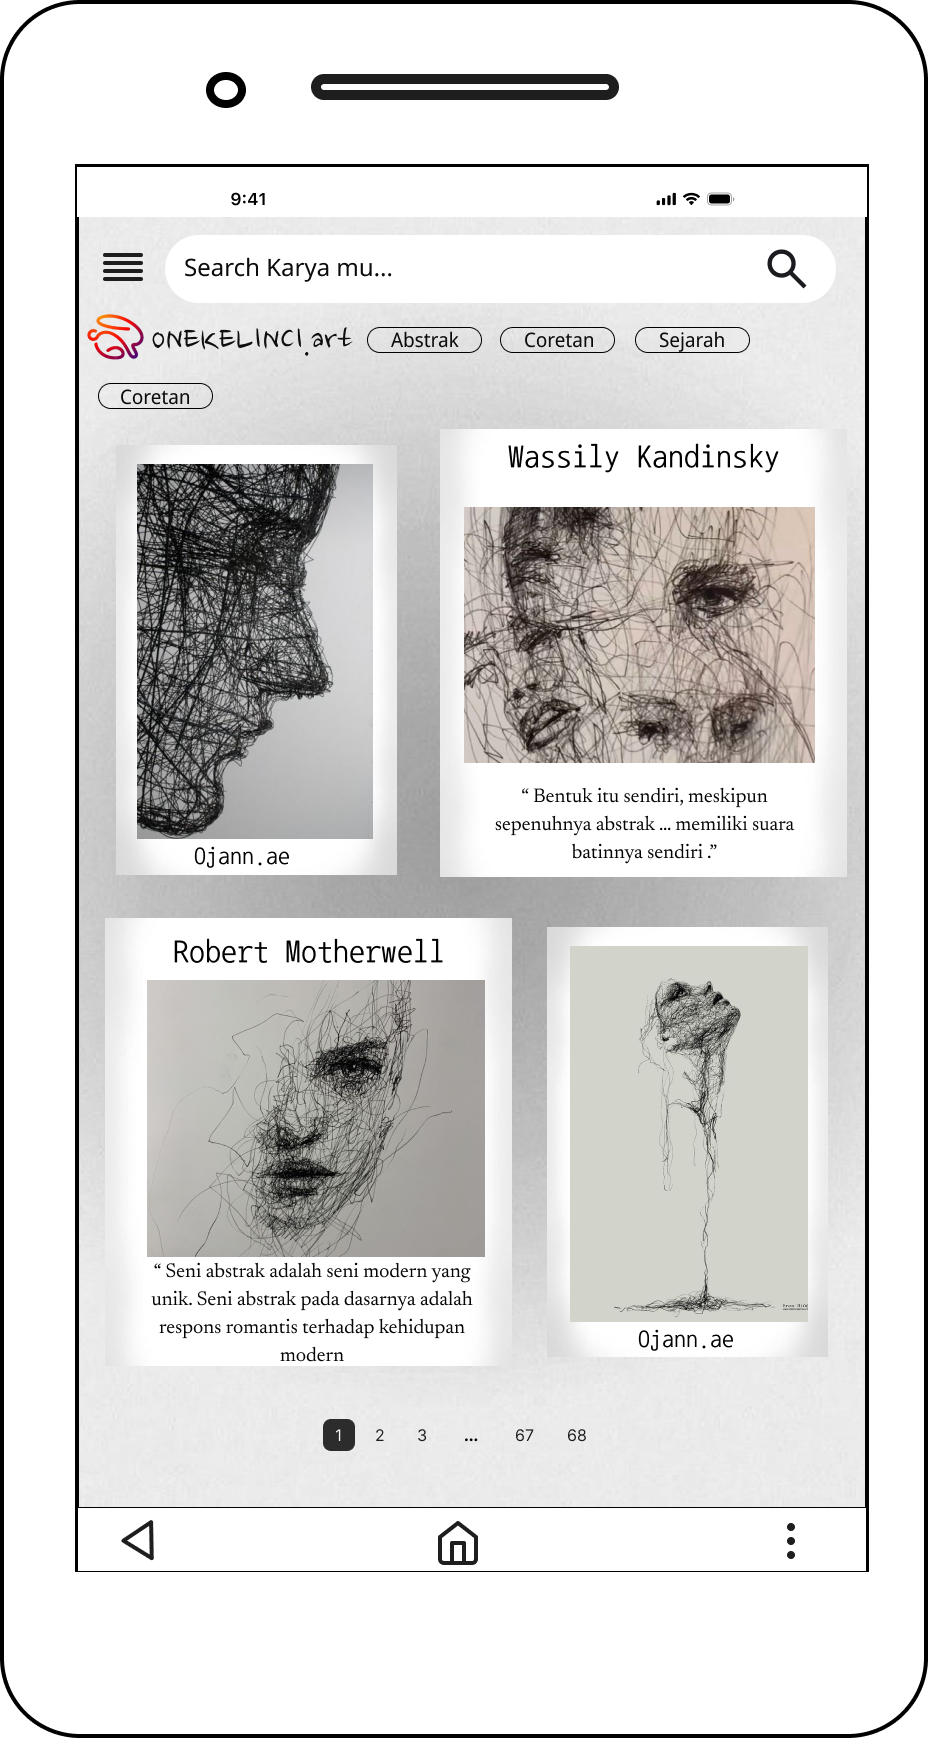 9:41
Search Karya mu...
ONEKELINCI.art
Abstrak
Coretan
Sejarah
Coretan
Ojann.ae
Wassily Kandinsky
“ Bentuk itu sendiri, meskipun
sepenuhnya abstrak ... memiliki suara
batinnya sendiri .”
Robert Motherwell
“ Seni abstrak adalah seni modern yang
unik. Seni abstrak pada dasarnya adalah
respons romantis terhadap kehidupan
modern
Ojann.ae
1 2 3 ... 67 68